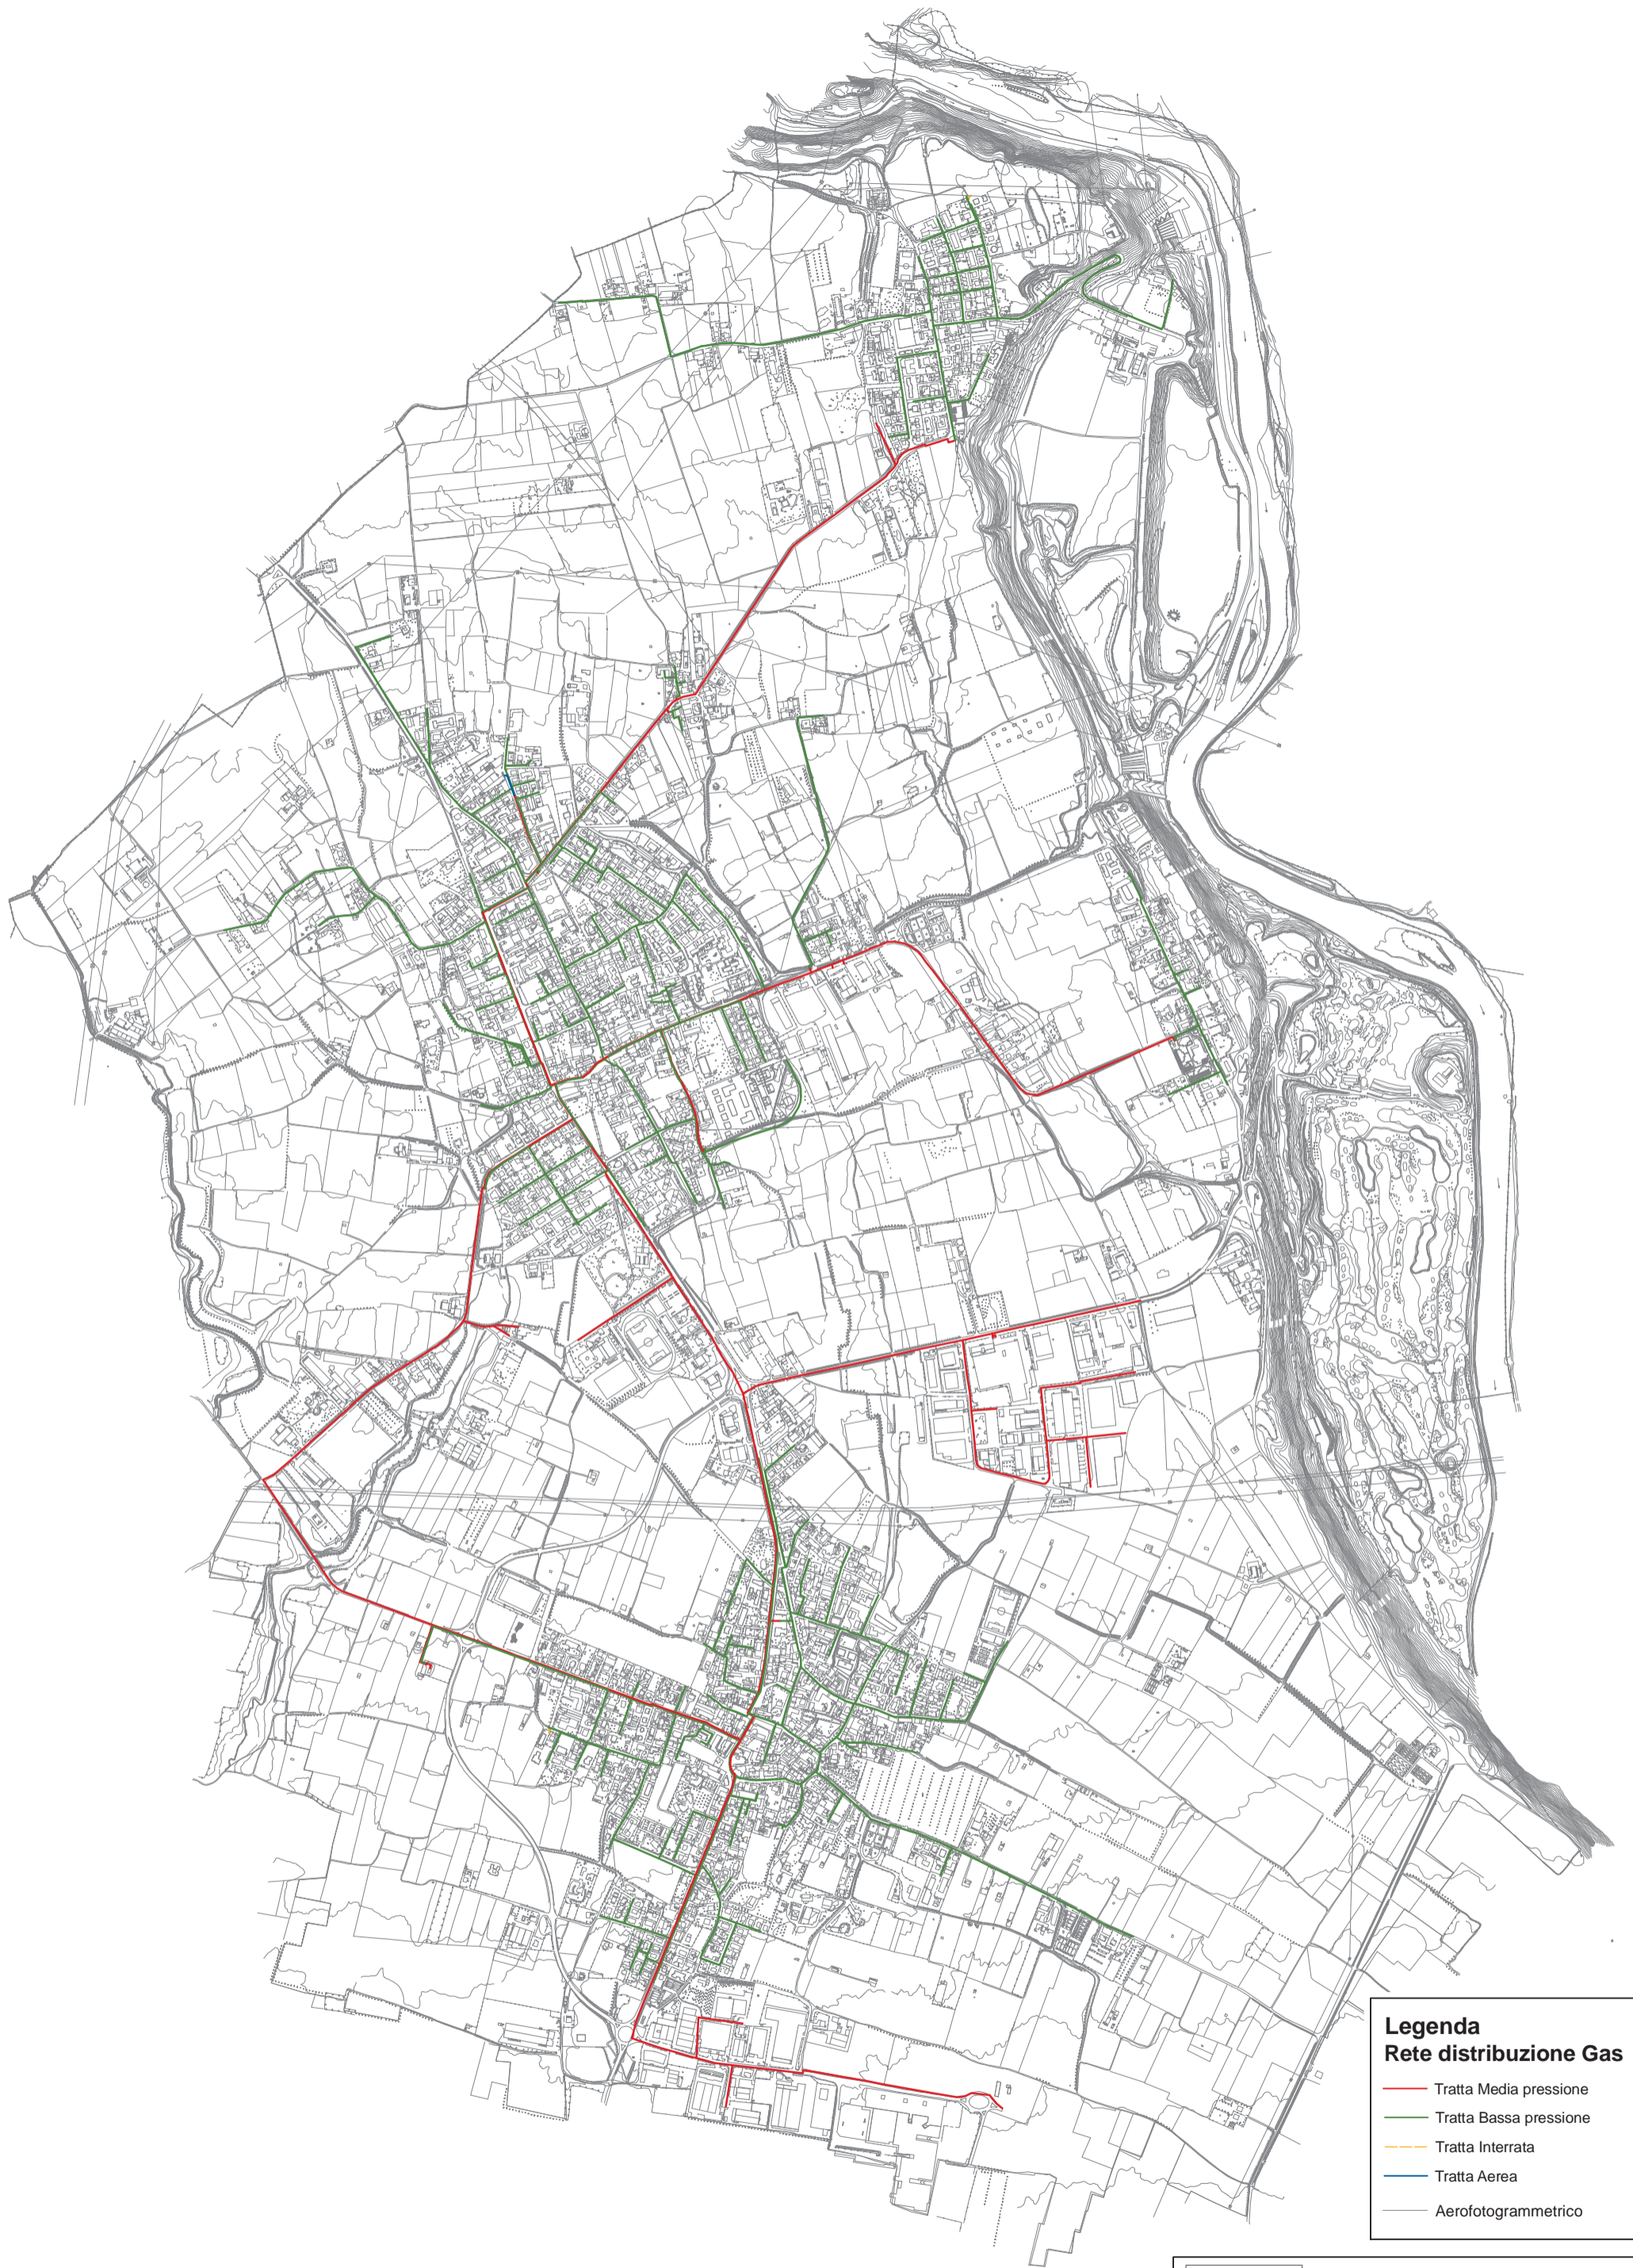 Legenda
Rete distribuzione Gas
Tratta Media pressione
Tratta Bassa pressione
Tratta Interrata
Tratta Aerea
Aerofotogrammetrico